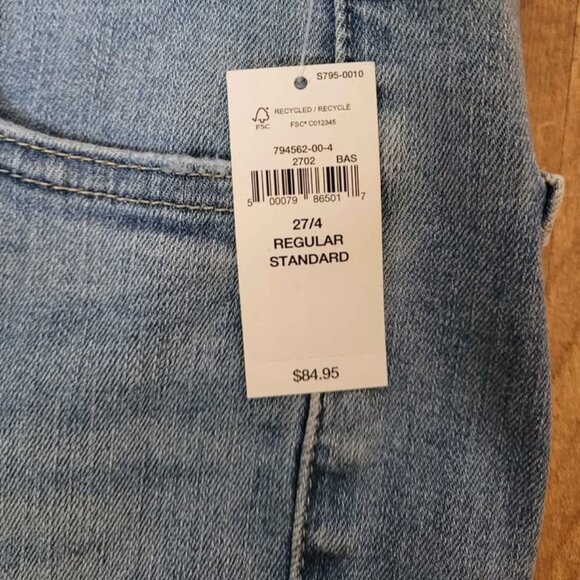 S795-0010
FSC
RECYCLED / RECYCLÉ
FSC® C012345
794562-00-4
2702 BAS
5 00079 86501 7
27/4
REGULAR
STANDARD
$84.95